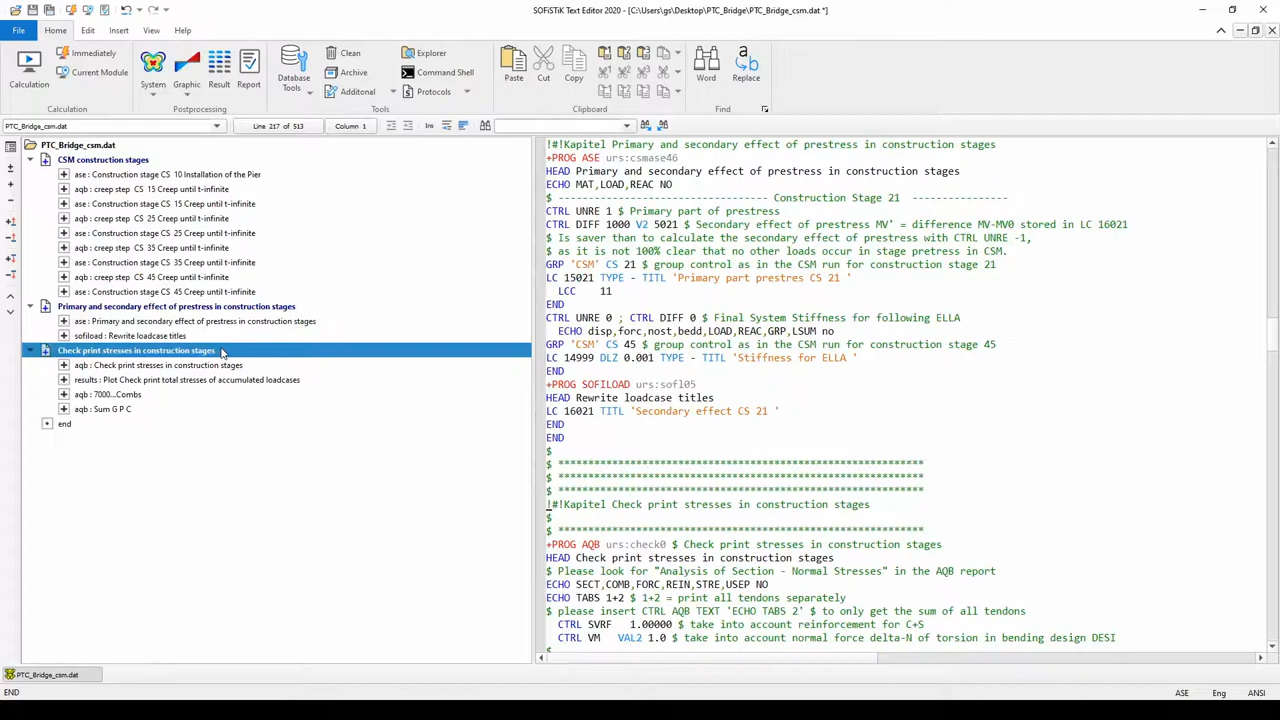 SOFiSTiK Text Editor 2020 - [C:\Users\gs\Desktop\PTC_Bridge\PTC_Bridge_csm.dat *]
File Home Edit Insert View Help
Calculation
Immediately
Current Module
Calculation
System Graphic Result Report
Postprocessing
Database Tools
Clean
Archive
Additonal
Explorer
Command Shell
Protocols
Tools
Paste Cut Copy
Clipboard
Word Replace
Find
PTC_Bridge_csm.dat Line 217 of 513 Column 1 Ins
PTC_Bridge_csm.dat
CSM construction stages
ase : Construction stage CS 10 Installation of the Pier
aqb : creep step CS 15 Creep until t-infinite
ase : Construction stage CS 15 Creep until t-infinite
aqb : creep step CS 25 Creep until t-infinite
ase : Construction stage CS 25 Creep until t-infinite
aqb : creep step CS 35 Creep until t-infinite
ase : Construction stage CS 35 Creep until t-infinite
aqb : creep step CS 45 Creep until t-infinite
ase : Construction stage CS 45 Creep until t-infinite
Primary and secondary effect of prestress in construction stages
ase : Primary and secondary effect of prestress in construction stages
sofiload : Rewrite loadcase titles
Check print stresses in construction stages
aqb : Check print stresses in construction stages
results : Plot Check print total stresses of accumulated loadcases
aqb : 7000...Combs
aqb : Sum G P C
end
!#!Kapitel Primary and secondary effect of prestress in construction stages
+PROG ASE urs:csmase46
HEAD Primary and secondary effect of prestress in construction stages
ECHO MAT,LOAD,REAC NO
$ ------------------------------- Construction Stage 21 ----------------
CTRL UNRE 1 $ Primary part of prestress
CTRL DIFF 1000 V2 5021 $ Secondary effect of prestress MV' = difference MV-MV0 stored in LC 16021
$ Is saver than to calculate the secondary effect of prestress with CTRL UNRE -1,
$ as it is not 100% clear that no other loads occur in stage pretress in CSM.
GRP 'CSM' CS 21 $ group control as in the CSM run for construction stage 21
LC 15021 TYPE - TITL 'Primary part prestres CS 21 '
LCC 11
END
CTRL UNRE 0 ; CTRL DIFF 0 $ Final System Stiffness for following ELLA
ECHO disp,forc,nost,bedd,LOAD,REAC,GRP,LSUM no
GRP 'CSM' CS 45 $ group control as in the CSM run for construction stage 45
LC 14999 DLZ 0.001 TYPE - TITL 'Stiffness for ELLA '
END
+PROG SOFILOAD urs:sofl05
HEAD Rewrite loadcase titles
LC 16021 TITL 'Secondary effect CS 21 '
END
END
$
$ *************************************************************
$ *************************************************************
$ *************************************************************
!#!Kapitel Check print stresses in construction stages
$
$ *************************************************************
+PROG AQB urs:check0 $ Check print stresses in construction stages
HEAD Check print stresses in construction stages
$ Please look for "Analysis of Section - Normal Stresses" in the AQB report
ECHO SECT,COMB,FORC,REIN,STRE,USEP NO
ECHO TABS 1+2 $ 1+2 = print all tendons separately
$ please insert CTRL AQB TEXT 'ECHO TABS 2' $ to only get the sum of all tendons
CTRL SVRF 1.00000 $ take into account reinforcement for C+S
CTRL VM VAL2 1.0 $ take into account normal force delta-N of torsion in bending design DESI
PTC_Bridge_csm.dat
END ASE Eng ANSI